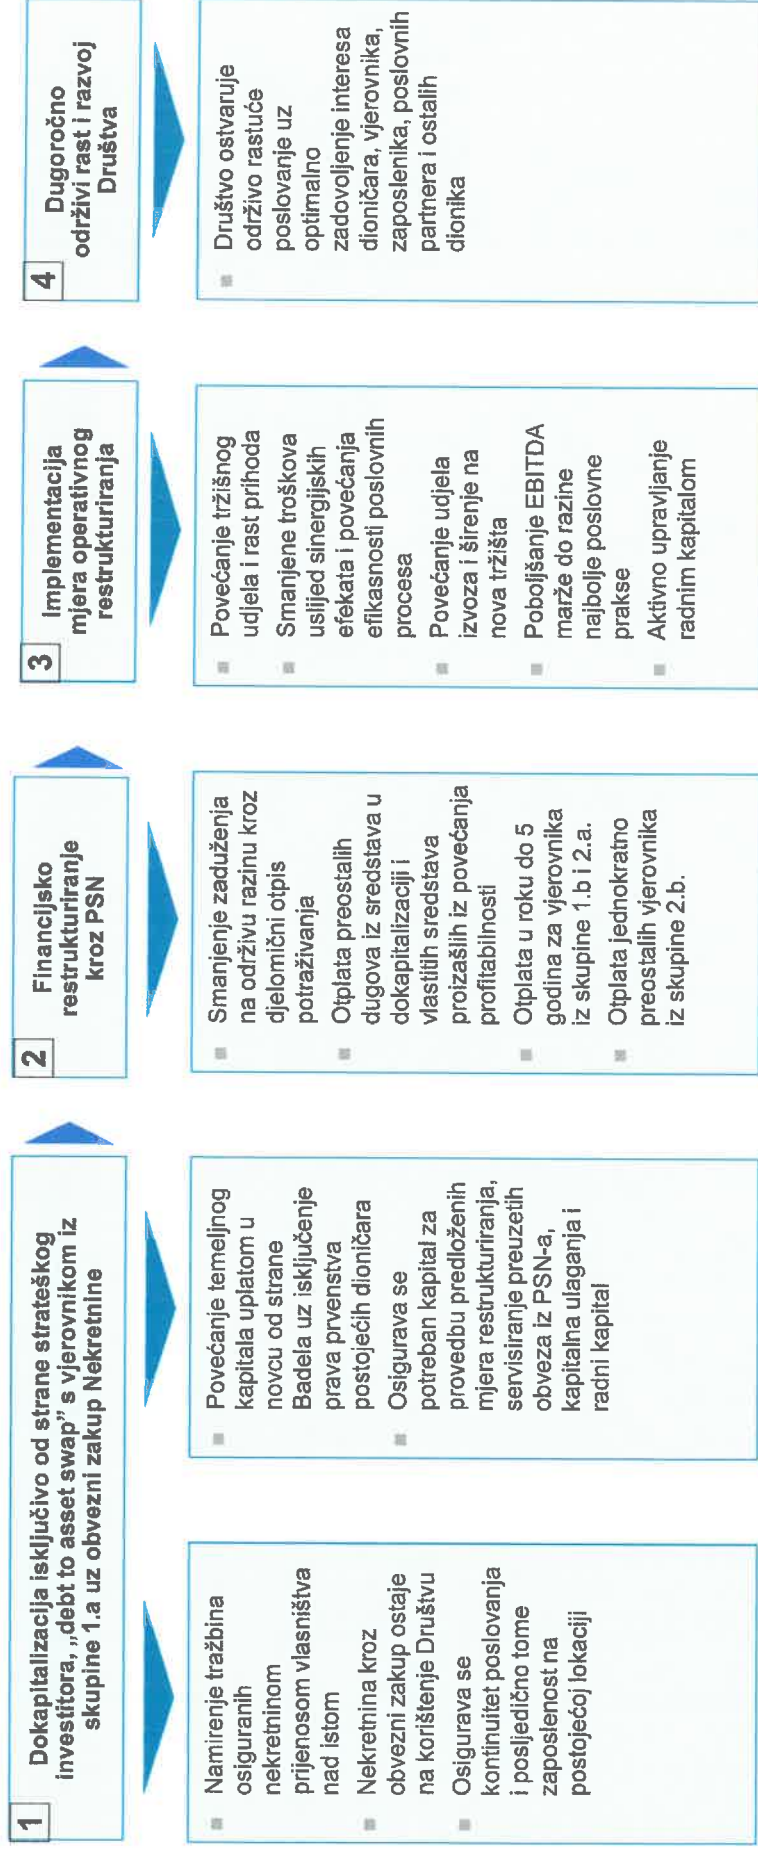 1
Dokapitalizacija isključivo od strane strateškog
investitora, „debt to asset swap” s vjerovnikom iz
skupine 1.a uz obvezni zakup Nekretnine
Namirenje tražbina
osiguranih
nekretninom
prijenosom vlasništva
nad istom
Nekretnina kroz
obvezni zakup ostaje
na korištenje Društvu
Osigurava se
kontinuitet poslovanja
i posljedično tome
zaposlenost na
postojećoj lokaciji
Povećanje temeljnog
kapitala uplatom u
novcu od strane
Badela uz isključenje
prava prvenstva
postojećih dioničara
Osigurava se
potreban kapital za
provedbu predloženih
mjera restrukturiranja,
servisiranje preuzetih
obveza iz PSN-a,
kapitalna ulaganja i
radni kapital
2
Financijsko
restrukturiranje
kroz PSN
Smanjenje zaduženja
na održivu razinu kroz
djelomični otpis
potraživanja
Otplata preostalih
dugova iz sredstava u
dokapitalizaciji i
vlastitih sredstava
proizašlih iz povećanja
profitabilnosti
Otplata u roku do 5
godina za vjerovnika
iz skupine 1.b i 2.a.
Otplata jednokratno
preostalih vjerovnika
iz skupine 2.b.
3
Implementacija
mjera operativnog
restrukturiranja
Povećanje tržišnog
udjela i rast prihoda
Smanjene troškova
uslijed sinergijskih
efekata i povećanja
efikasnosti poslovnih
procesa
Povećanje udjela
izvoza i širenje na
nova tržišta
Poboljšanje EBITDA
marže do razine
najbolje poslovne
prakse
Aktivno upravljanje
radnim kapitalom
4
Dugoročno
održivi rast i razvoj
Društva
Društvo ostvaruje
održivo rastuće
poslovanje uz
optimalno
zadovoljenje interesa
dioničara, vjerovnika,
zaposlenika, poslovnih
partnera i ostalih
dionika